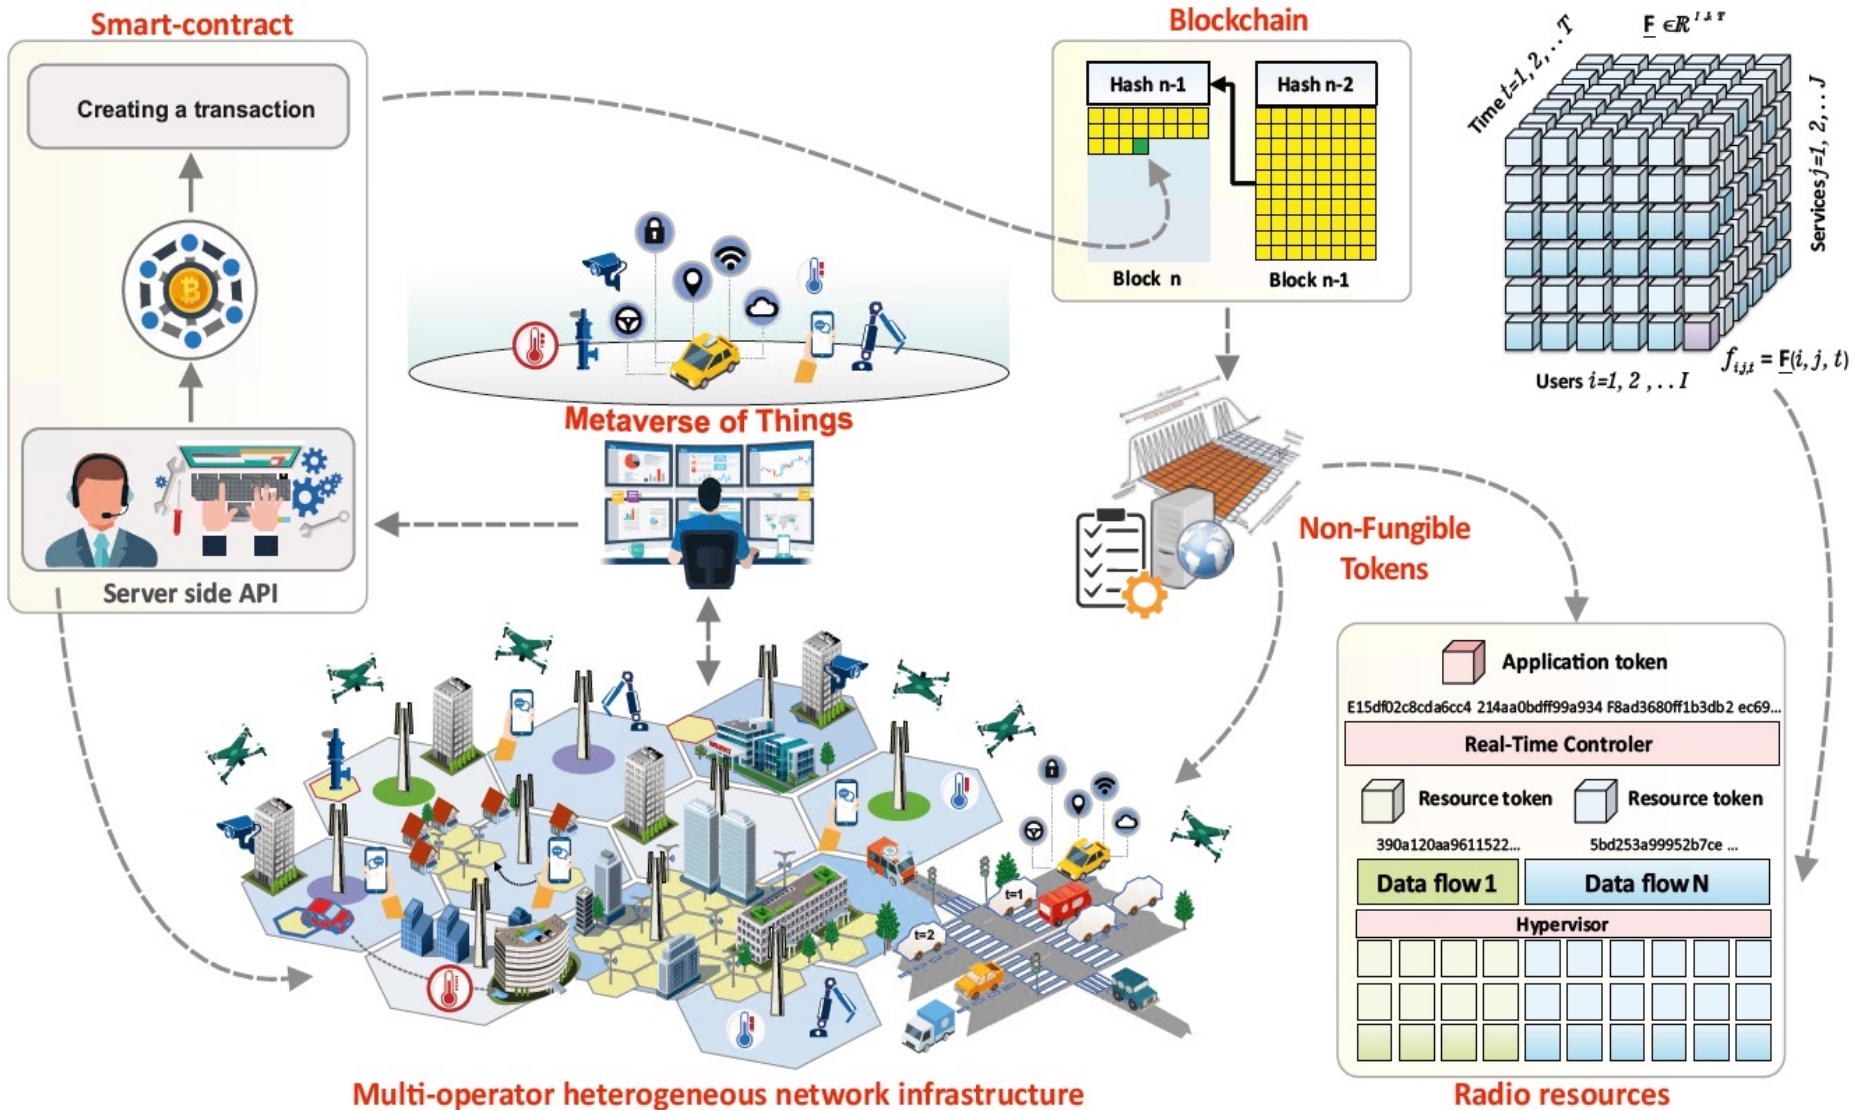 Smart-contract
Creating a transaction
Server side API
Metaverse of Things
Blockchain
Hash n-1
Hash n-2
Block n
Block n-1
Time t=1, 2, . . T
F ∈ℝ^{I,J,T}
Services j=1, 2, . . J
Users i=1, 2 , . . I
f_{i,j,t} = F(i, j, t)
Non-Fungible
Tokens
Application token
E15df02c8cda6cc4 214aa0bdff99a934 F8ad3680ff1b3db2 ec69...
Real-Time Controler
Resource token
Resource token
390a120aa9611522...
5bd253a99952b7ce ...
Data flow 1
Data flow N
Hypervisor
t=1
t=2
Multi-operator heterogeneous network infrastructure
Radio resources